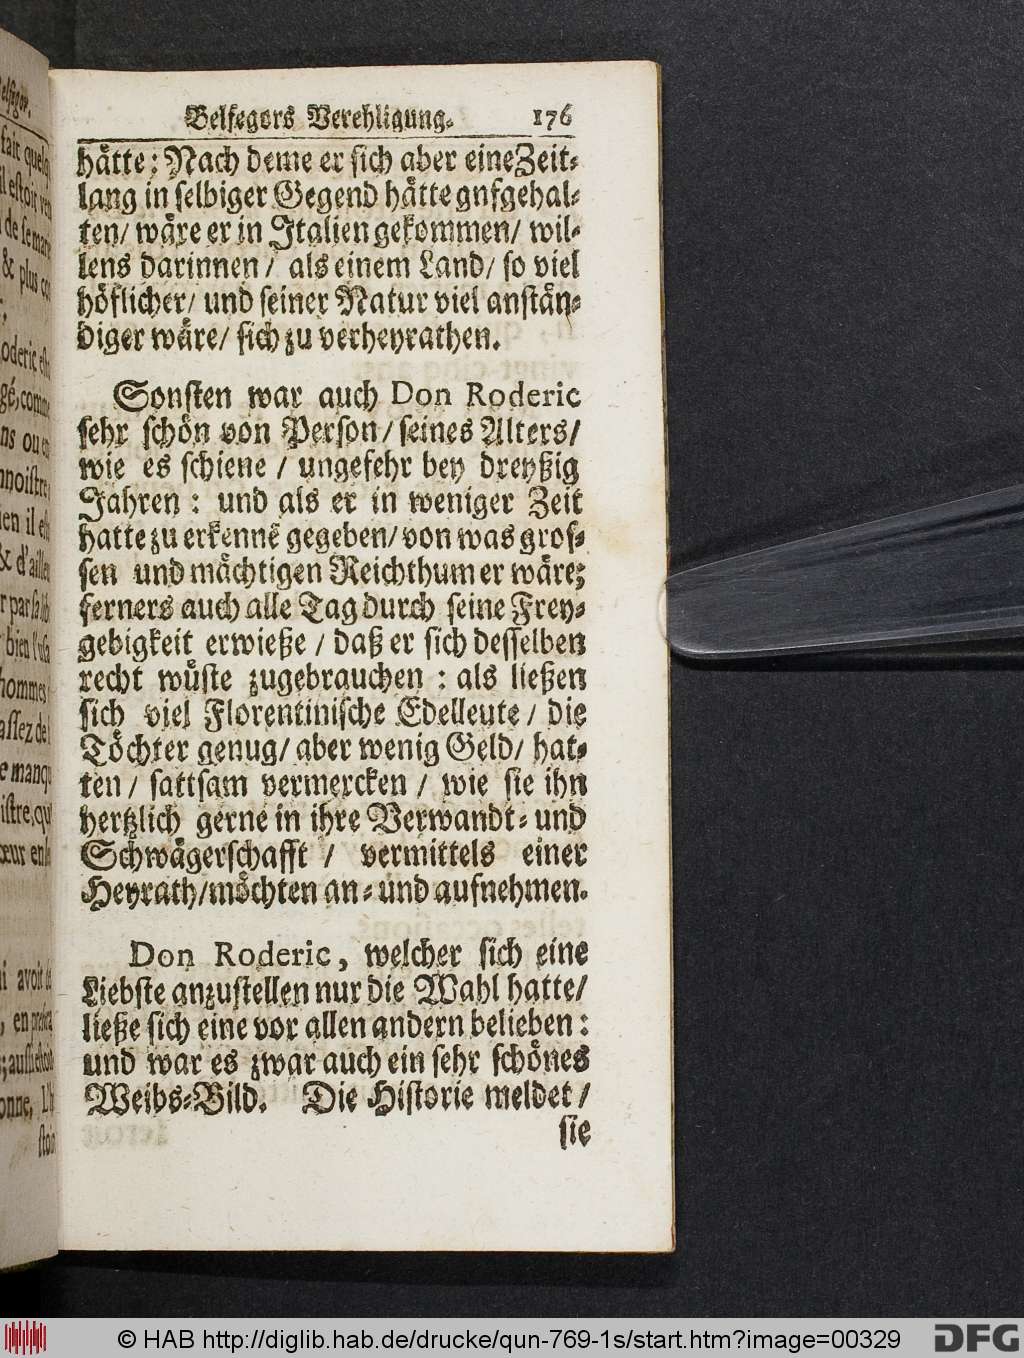 Belfegors Verehligung. 176
hätte; Nach deme er sich aber eine Zeit-
lang in selbiger Gegend hätte gnfgehal-
ten/ wäre er in Italien gekommen/ wil-
lens darinnen/ als einem Land/ so viel
höflicher/ und seiner Natur viel anstän-
diger wäre/ sich zu verheyrathen.
Sonsten war auch Don Roderic
sehr schön von Person/ seines Alters/
wie es schiene/ ungefehr bey dreyßig
Jahren: und als er in weniger Zeit
hatte zu erkennē gegeben/ von was gros-
sen und mächtigen Reichthum er wäre;
ferners auch alle Tag durch seine Frey-
gebigkeit erwieße/ daß er sich desselben
recht wüste zugebrauchen: als ließen
sich viel Florentinische Edelleute/ die
Töchter genug/ aber wenig Geld/ hat-
ten/ sattsam vermercken/ wie sie ihn
hertzlich gerne in ihre Verwandt- und
Schwägerschafft/ vermittels einer
Heyrath/ möchten an- und aufnehmen.
Don Roderic, welcher sich eine
Liebste anzustellen nur die Wahl hatte/
ließe sich eine vor allen andern belieben:
und war es zwar auch ein sehr schönes
Weibs-Bild. Die Historie meldet/
sie
© HAB http://diglib.hab.de/drucke/qun-769-1s/start.htm?image=00329
DFG